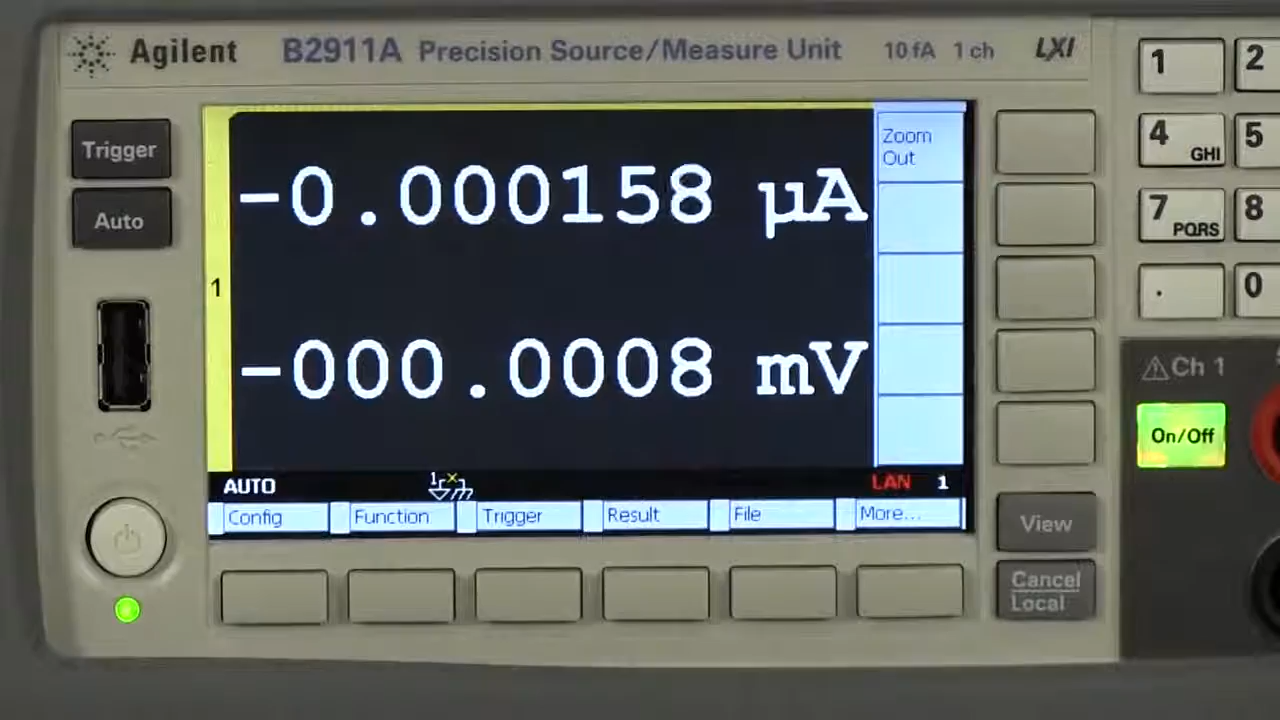 Agilent B2911A Precision Source/Measure Unit 10 fA 1 ch LXI
Trigger
Auto
1
-0.000158 µA
-000.0008 mV
Zoom
Out
AUTO
1
LAN 1
Config Function Trigger Result File More...
View
Cancel
Local
1 2
4 GHI 5
7 PQRS 8
. 0
Ch 1
On/Off